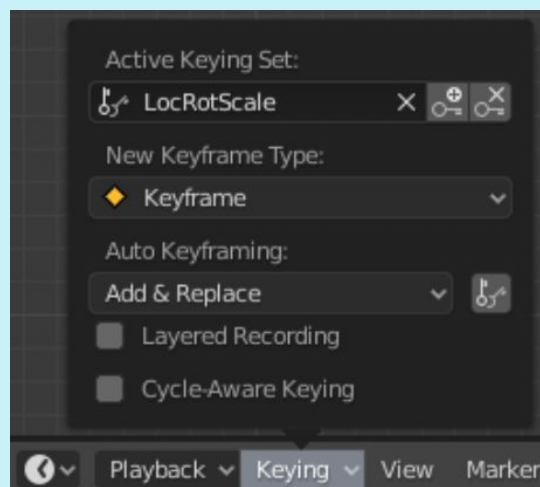 Active Keying Set:
LocRotScale
New Keyframe Type:
Keyframe
Auto Keyframing:
Add & Replace
Layered Recording
Cycle-Aware Keying
Playback Keying View Marker